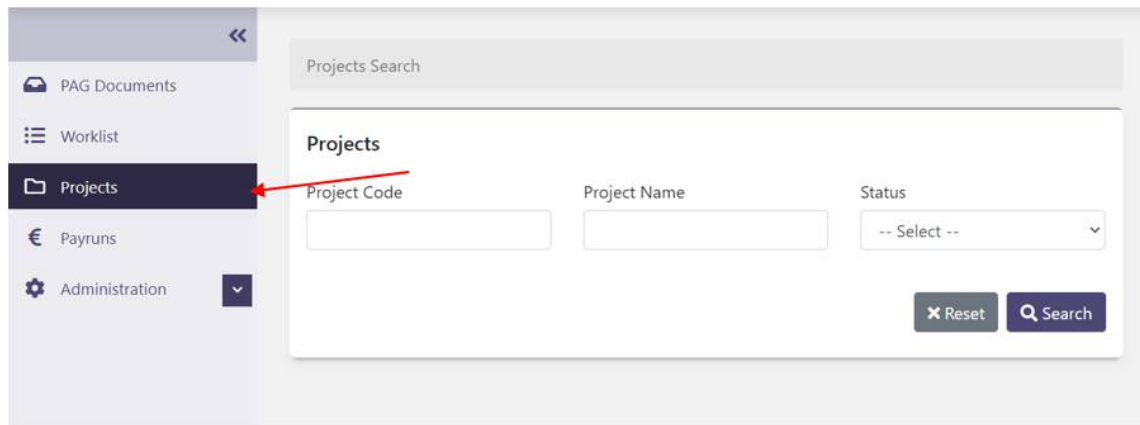 PAG Documents
Worklist
Projects
Payruns
Administration
Projects Search
Projects
Project Code
Project Name
Status
-- Select --
Reset
Search